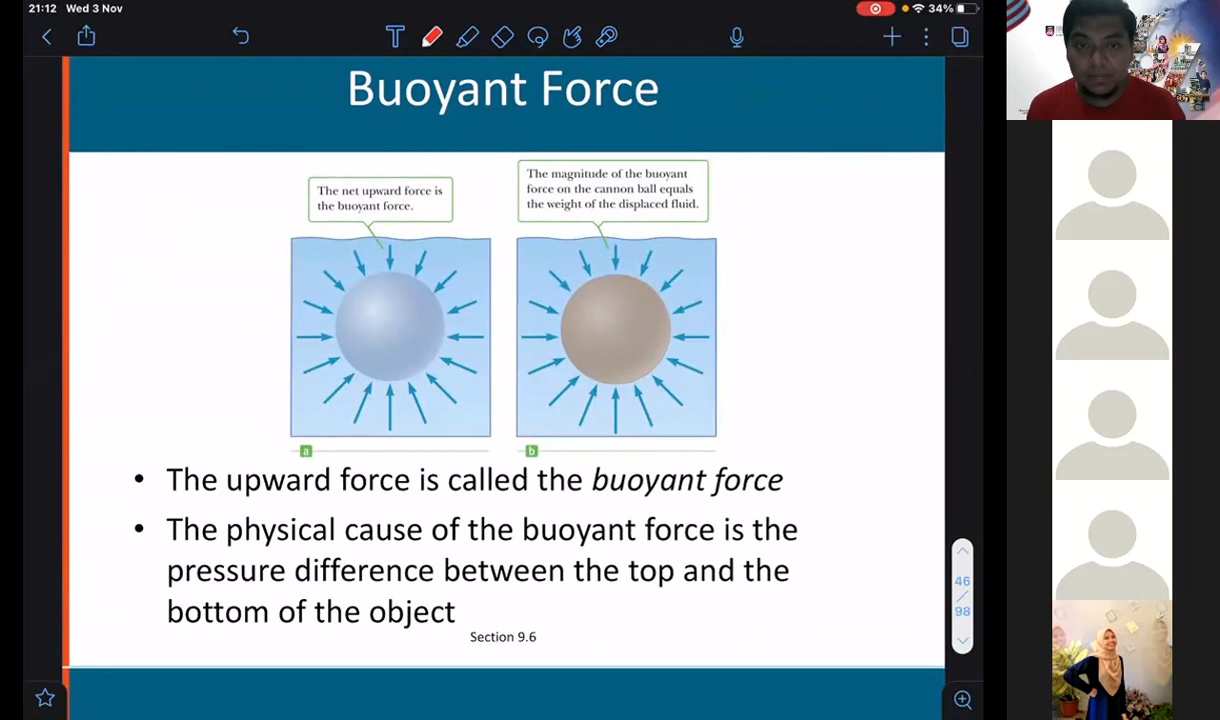 21:12 Wed 3 Nov
34%
T
Buoyant Force
The net upward force is
the buoyant force.
The magnitude of the buoyant
force on the cannon ball equals
the weight of the displaced fluid.
a
b
• The upward force is called the buoyant force
• The physical cause of the buoyant force is the
pressure difference between the top and the
bottom of the object
Section 9.6
46
/
98